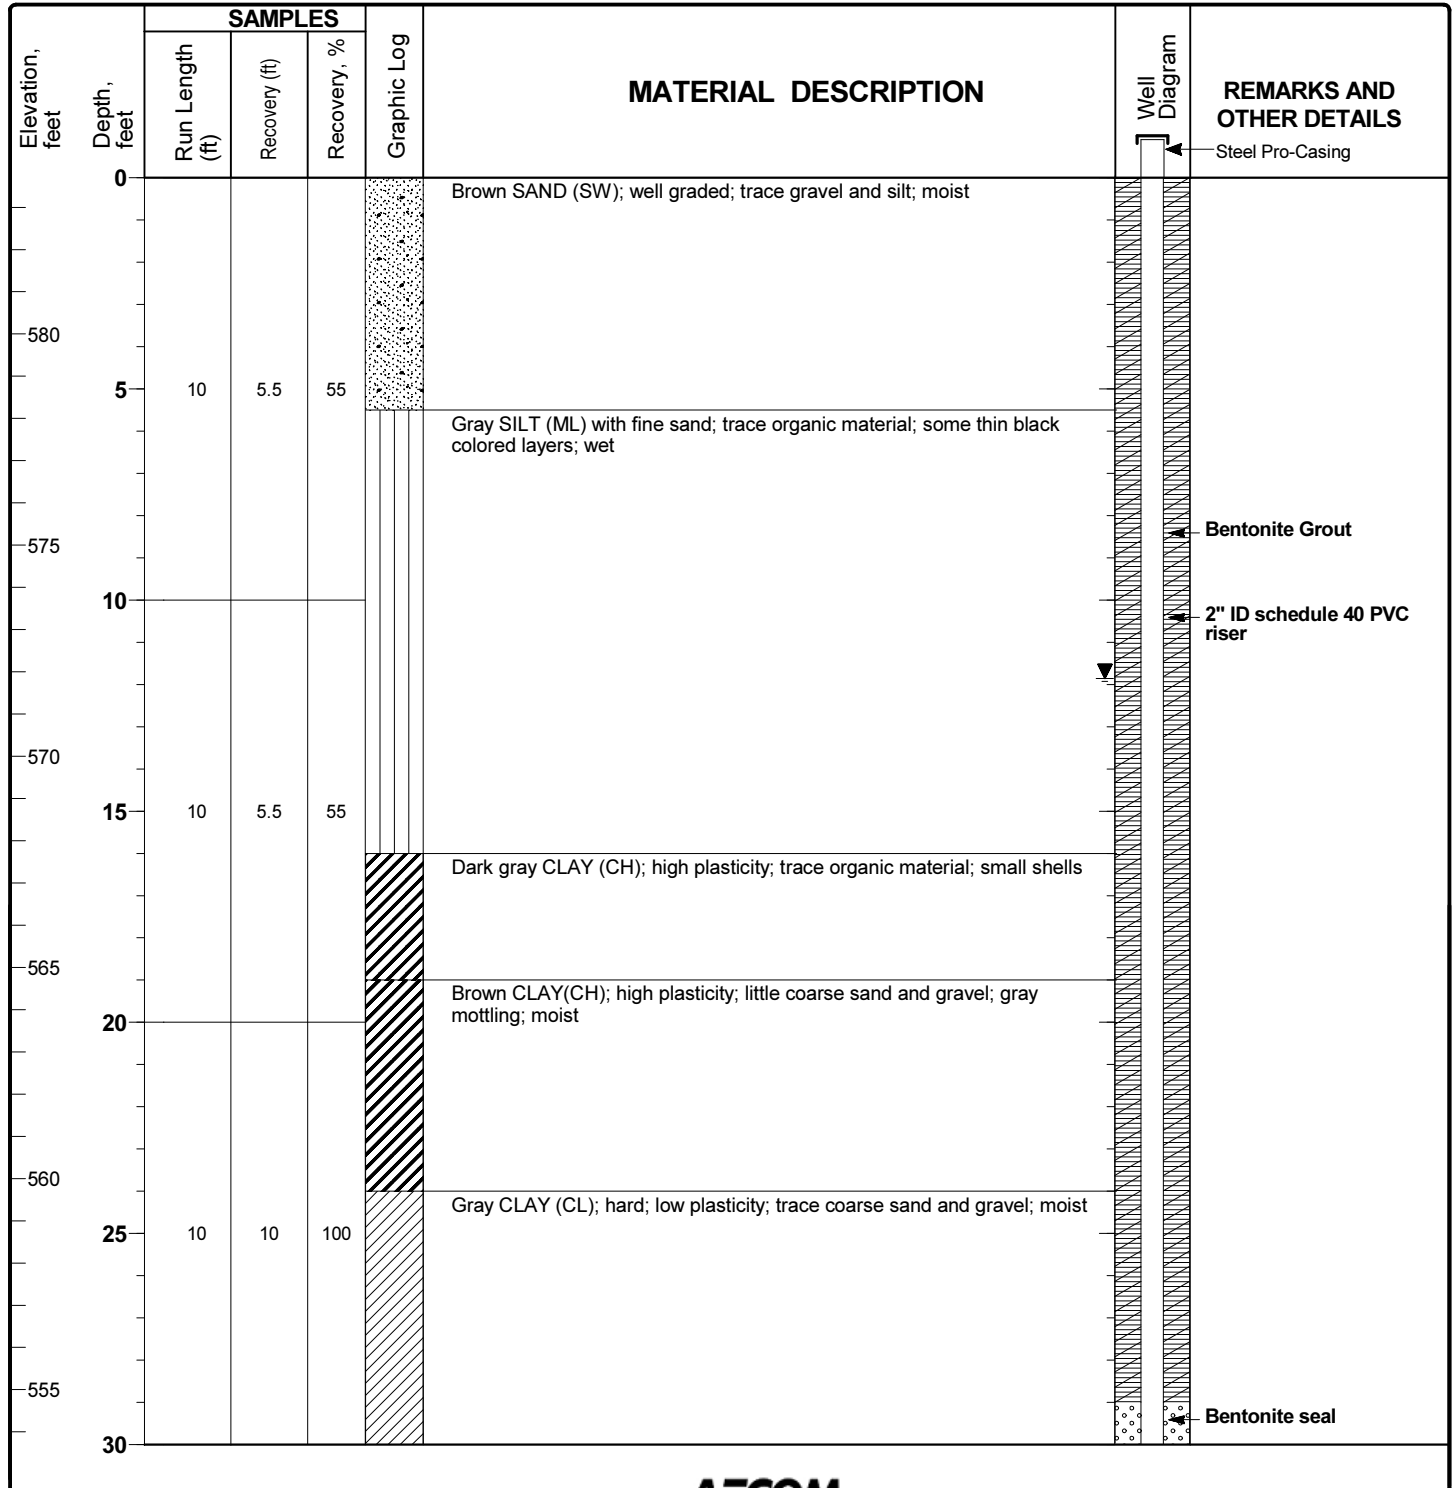 SAMPLES
Elevation,
feet
Depth,
feet
Run Length
(ft)
Recovery (ft)
Recovery, %
Graphic Log
MATERIAL DESCRIPTION
Well
Diagram
REMARKS AND
OTHER DETAILS
Steel Pro-Casing
0
Brown SAND (SW); well graded; trace gravel and silt; moist
580
5
10
5.5
55
Gray SILT (ML) with fine sand; trace organic material; some thin black
colored layers; wet
575
Bentonite Grout
10
2" ID schedule 40 PVC
riser
570
15
10
5.5
55
Dark gray CLAY (CH); high plasticity; trace organic material; small shells
565
Brown CLAY(CH); high plasticity; little coarse sand and gravel; gray
mottling; moist
20
560
Gray CLAY (CL); hard; low plasticity; trace coarse sand and gravel; moist
25
10
10
100
555
Bentonite seal
30
AECOM